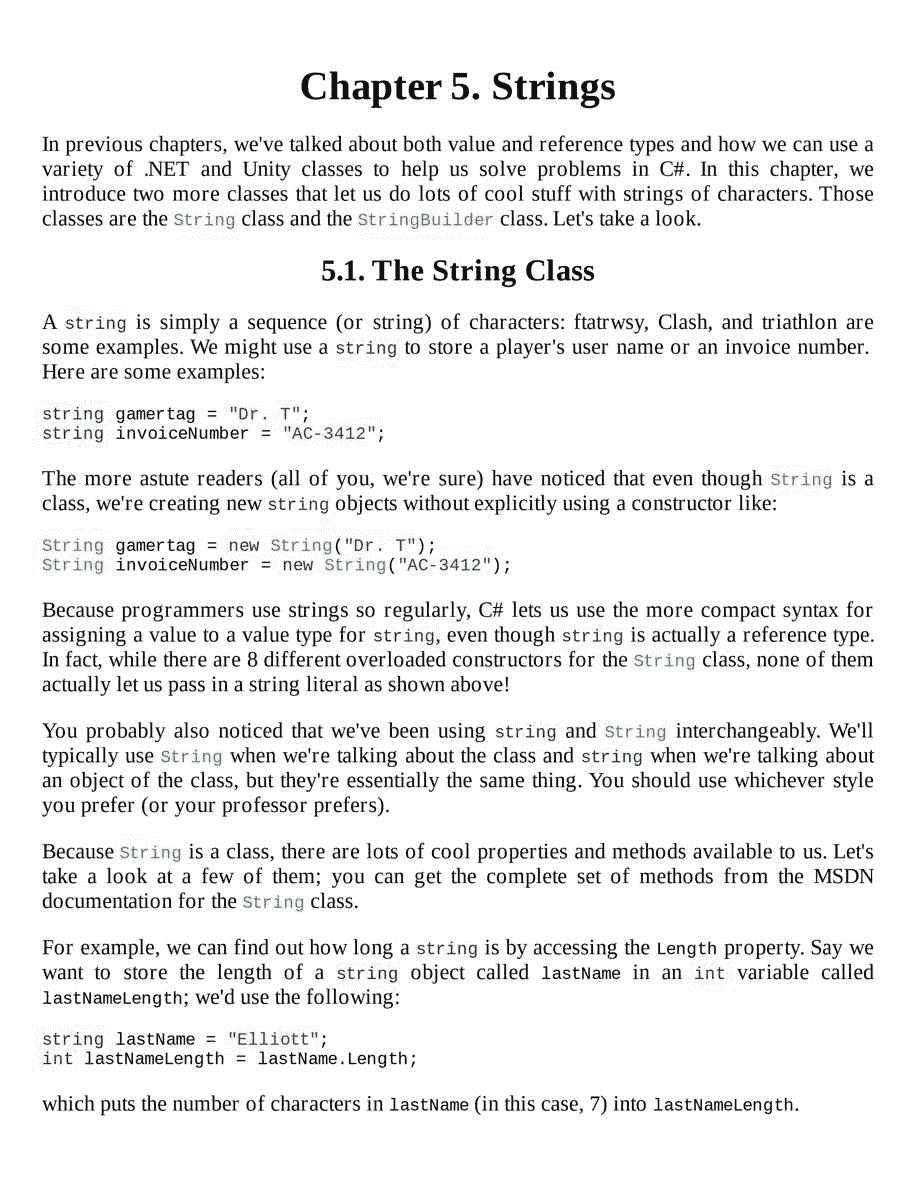 Chapter 5. Strings
In previous chapters, we've talked about both value and reference types and how we can use a
variety of .NET and Unity classes to help us solve problems in C#. In this chapter, we
introduce two more classes that let us do lots of cool stuff with strings of characters. Those
classes are the String class and the StringBuilder class. Let's take a look.
5.1. The String Class
A string is simply a sequence (or string) of characters: ftatrwsy, Clash, and triathlon are
some examples. We might use a string to store a player's user name or an invoice number.
Here are some examples:
string gamertag = "Dr. T";
string invoiceNumber = "AC-3412";
The more astute readers (all of you, we're sure) have noticed that even though String is a
class, we're creating new string objects without explicitly using a constructor like:
String gamertag = new String("Dr. T");
String invoiceNumber = new String("AC-3412");
Because programmers use strings so regularly, C# lets us use the more compact syntax for
assigning a value to a value type for string, even though string is actually a reference type.
In fact, while there are 8 different overloaded constructors for the String class, none of them
actually let us pass in a string literal as shown above!
You probably also noticed that we've been using string and String interchangeably. We'll
typically use String when we're talking about the class and string when we're talking about
an object of the class, but they're essentially the same thing. You should use whichever style
you prefer (or your professor prefers).
Because String is a class, there are lots of cool properties and methods available to us. Let's
take a look at a few of them; you can get the complete set of methods from the MSDN
documentation for the String class.
For example, we can find out how long a string is by accessing the Length property. Say we
want to store the length of a string object called lastName in an int variable called
lastNameLength; we'd use the following:
string lastName = "Elliott";
int lastNameLength = lastName.Length;
which puts the number of characters in lastName (in this case, 7) into lastNameLength.